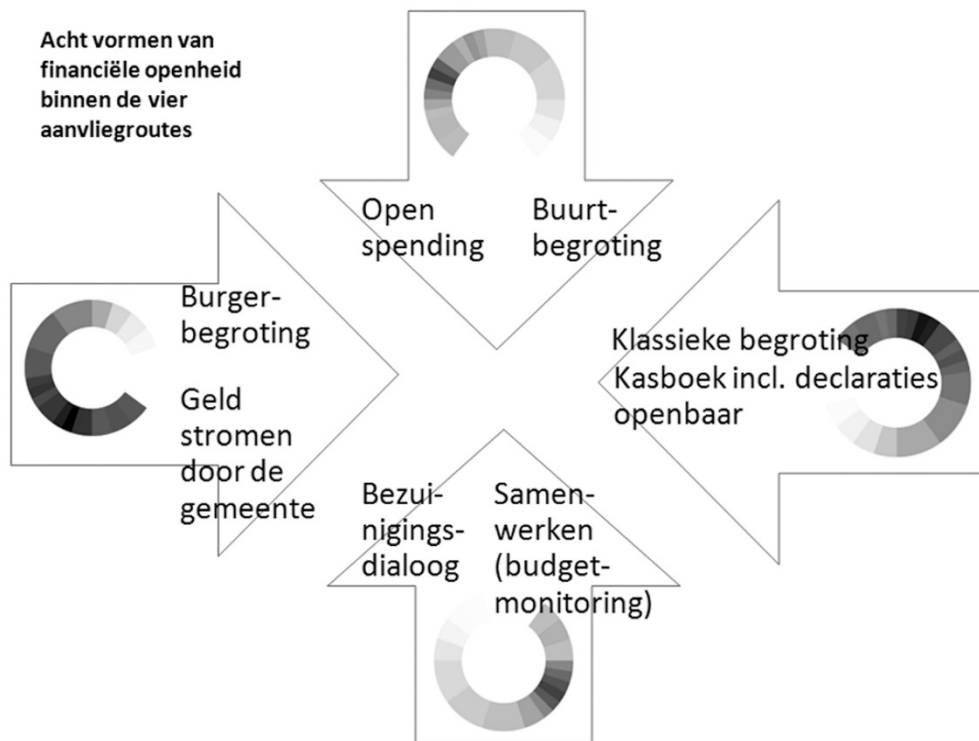 Acht vormen van
financiële openheid
binnen de vier
aanvliegroutes
Open
spending
Buurt-
begroting
Burger-
begroting
Geld
stromen
door de
gemeente
Klassieke begroting
Kasboek incl. declaraties
openbaar
Bezui-
nigings-
dialoog
Samen-
werken
(budget-
monitoring)